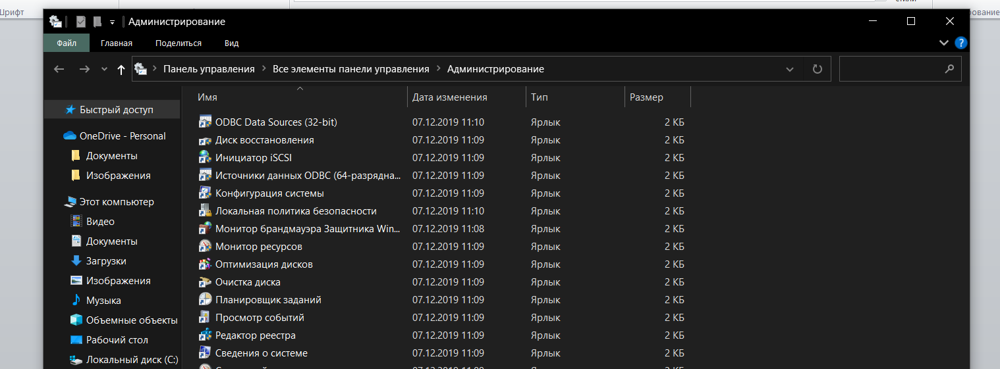 стили
Шрифт
рование
Администрирование
Файл Главная Поделиться Вид
?
Панель управления Все элементы панели управления Администрирование
Имя Дата изменения Тип Размер
Быстрый доступ
OneDrive - Personal
Документы
Изображения
Этот компьютер
Видео
Документы
Загрузки
Изображения
Музыка
Объемные объекты
Рабочий стол
Локальный диск (C:)
ODBC Data Sources (32-bit) 07.12.2019 11:10 Ярлык 2 КБ
Диск восстановления 07.12.2019 11:09 Ярлык 2 КБ
Инициатор iSCSI 07.12.2019 11:09 Ярлык 2 КБ
Источники данных ODBC (64-разрядна... 07.12.2019 11:09 Ярлык 2 КБ
Конфигурация системы 07.12.2019 11:09 Ярлык 2 КБ
Локальная политика безопасности 07.12.2019 11:10 Ярлык 2 КБ
Монитор брандмауэра Защитника Win... 07.12.2019 11:08 Ярлык 2 КБ
Монитор ресурсов 07.12.2019 11:09 Ярлык 2 КБ
Оптимизация дисков 07.12.2019 11:09 Ярлык 2 КБ
Очистка диска 07.12.2019 11:09 Ярлык 2 КБ
Планировщик заданий 07.12.2019 11:09 Ярлык 2 КБ
Просмотр событий 07.12.2019 11:09 Ярлык 2 КБ
Редактор реестра 07.12.2019 11:09 Ярлык 2 КБ
Сведения о системе 07.12.2019 11:09 Ярлык 2 КБ